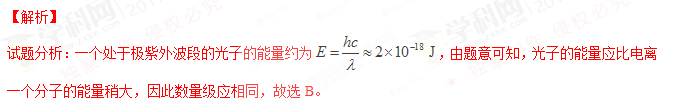 【解析】
试题分析：一个处于极紫外波段的光子的能量约为 E = hc/λ ≈ 2×10⁻¹⁸ J，由题意可知，光子的能量应比电离
一个分子的能量稍大，因此数量级应相同，故选 B。